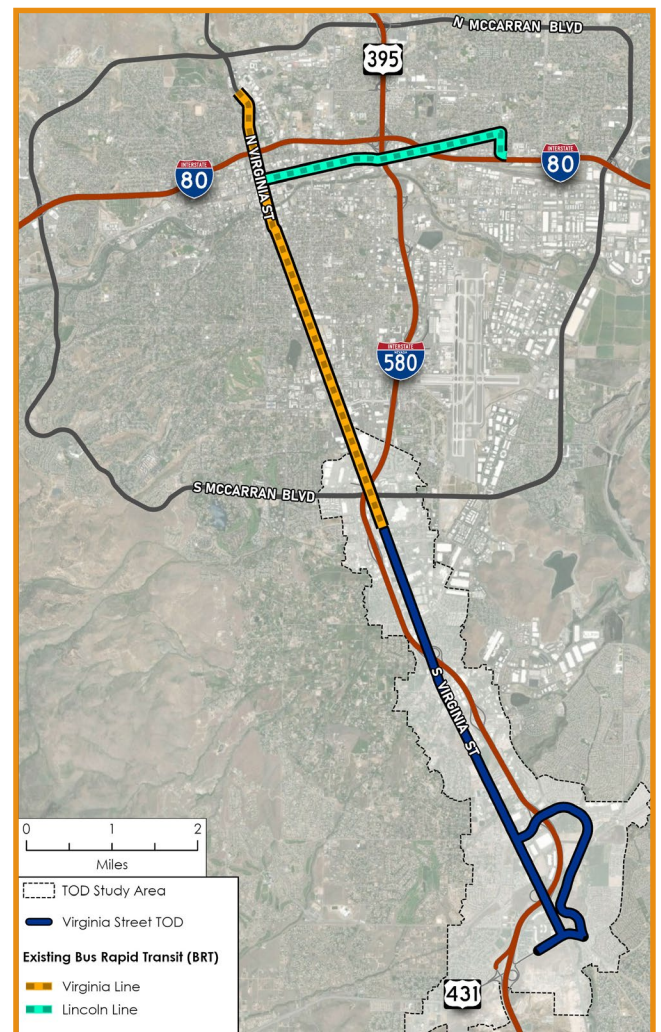 N MCCARRAN BLVD
395
N VIRGINIA ST
INTERSTATE
80
INTERSTATE
80
INTERSTATE
NEVADA
580
S MCCARRAN BLVD
S VIRGINIA ST
0 1 2
Miles
TOD Study Area
Virginia Street TOD
Existing Bus Rapid Transit (BRT)
Virginia Line
Lincoln Line
431